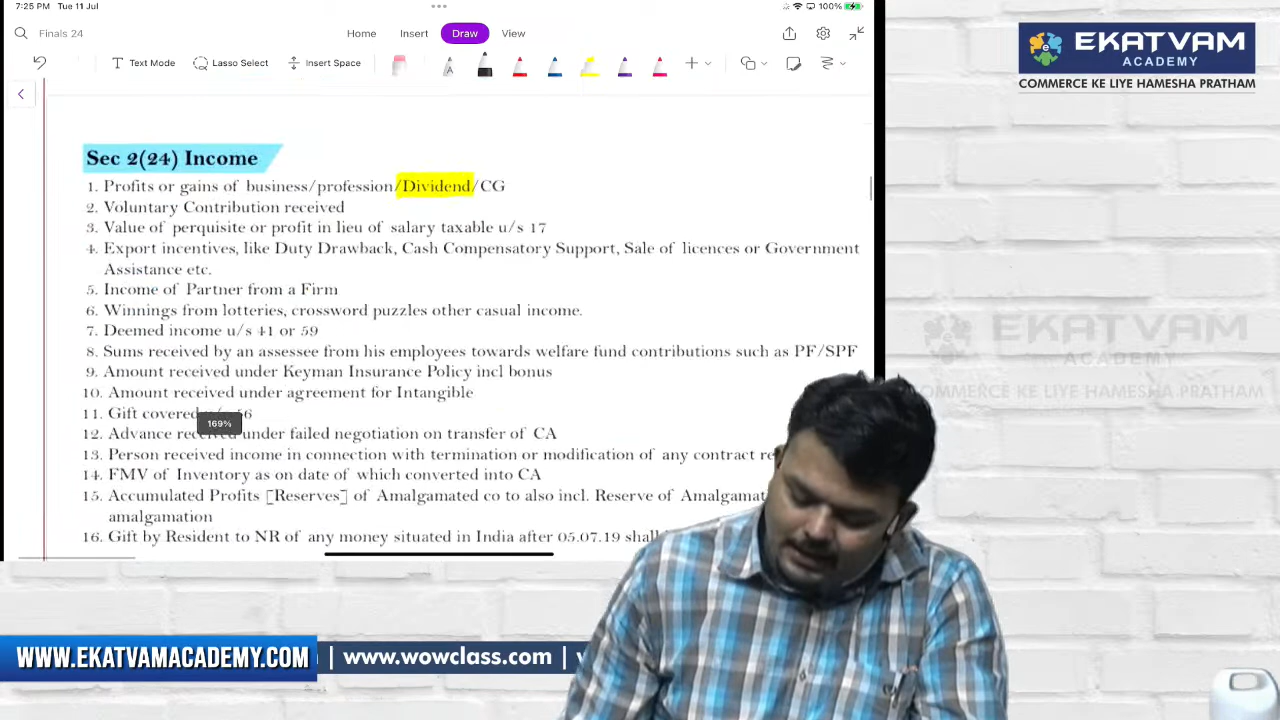 7:25 PM Tue 11 Jul
100%
Finals 24
Home Insert Draw View
Text Mode Lasso Select Insert Space
EKATVAM
ACADEMY
COMMERCE KE LIYE HAMESHA PRATHAM
Sec 2(24) Income
1. Profits or gains of business/profession/Dividend/CG
2. Voluntary Contribution received
3. Value of perquisite or profit in lieu of salary taxable u/s 17
4. Export incentives, like Duty Drawback, Cash Compensatory Support, Sale of licences or Government
Assistance etc.
5. Income of Partner from a Firm
6. Winnings from lotteries, crossword puzzles other casual income.
7. Deemed income u/s 41 or 59
8. Sums received by an assessee from his employees towards welfare fund contributions such as PF/SPF
9. Amount received under Keyman Insurance Policy incl bonus
10. Amount received under agreement for Intangible
11. Gift covered 56
169%
12. Advance received under failed negotiation on transfer of CA
13. Person received income in connection with termination or modification of any contract
14. FMV of Inventory as on date of which converted into CA
15. Accumulated Profits [Reserves] of Amalgamated co to also incl. Reserve of
amalgamation
16. Gift by Resident to NR of any money situated in India after 05.07.19
EKATVAM
ACADEMY
COMMERCE KE LIYE HAMESHA PRATHAM
WWW.EKATVAMACADEMY.COM | www.wowclass.com |